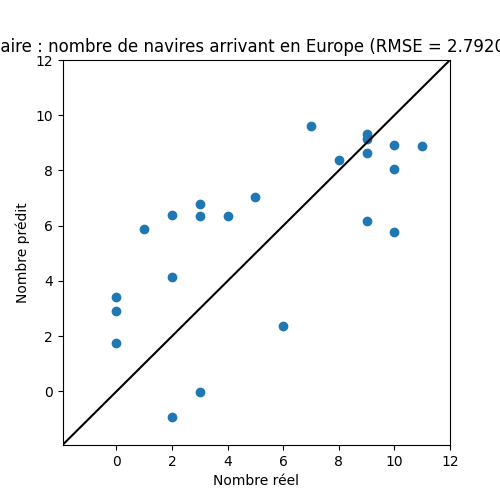 aire : nombre de navires arrivant en Europe (RMSE = 2.7920
12
10
8
6
4
2
0
Nombre prédit
0 2 4 6 8 10 12
Nombre réel